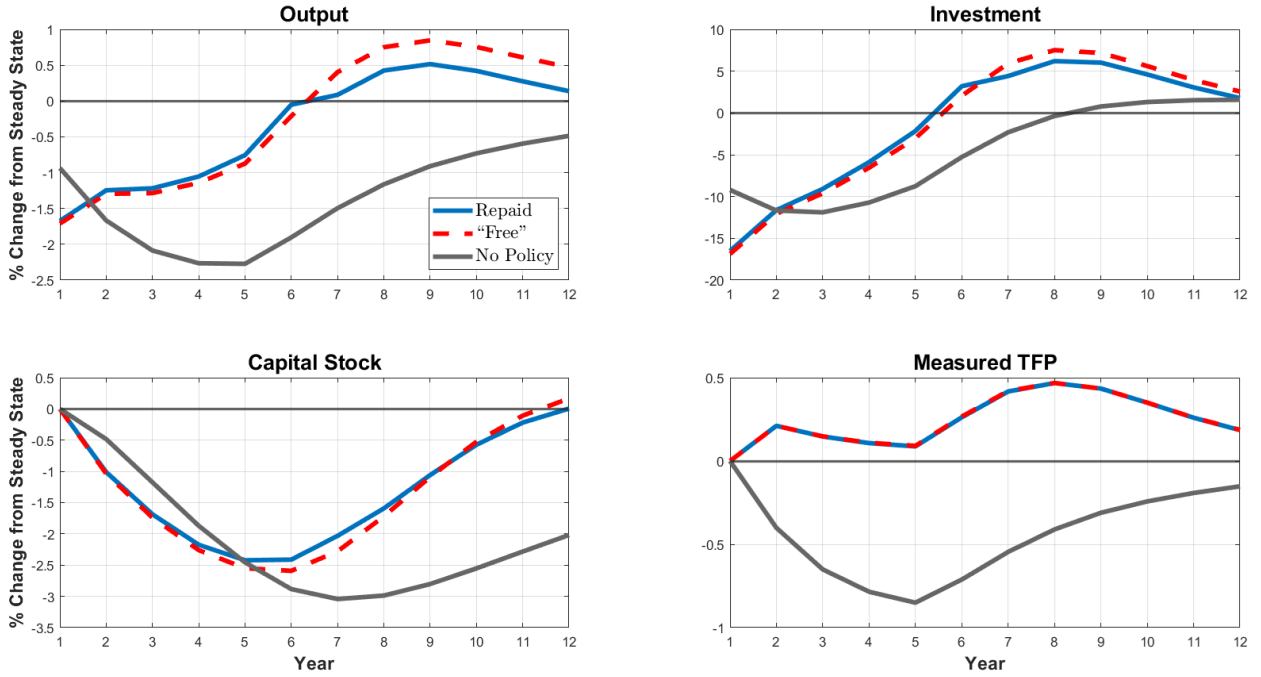 Output
% Change from Steady State
1
0.5
0
-0.5
-1
-1.5
-2
-2.5
1 2 3 4 5 6 7 8 9 10 11 12
Repaid
“Free”
No Policy
Investment
10
5
0
-5
-10
-15
-20
1 2 3 4 5 6 7 8 9 10 11 12
Capital Stock
% Change from Steady State
0.5
0
-0.5
-1
-1.5
-2
-2.5
-3
-3.5
1 2 3 4 5 6 7 8 9 10 11 12
Year
Measured TFP
0.5
0
-0.5
-1
1 2 3 4 5 6 7 8 9 10 11 12
Year